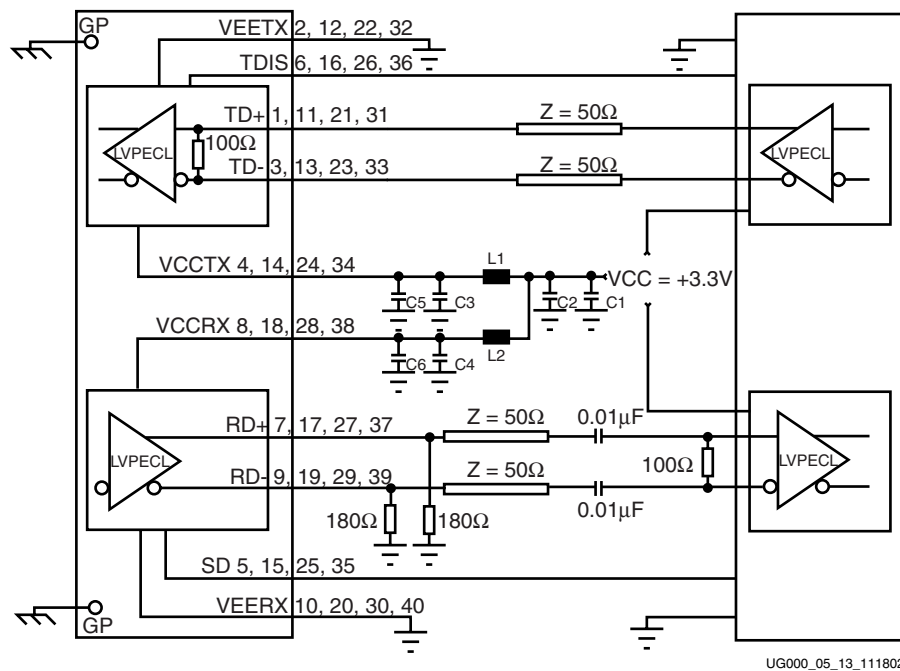 GP
VEETX 2, 12, 22, 32
TDIS 6, 16, 26, 36
TD+ 1, 11, 21, 31
Z = 50Ω
LVPECL
100Ω
LVPECL
TD- 3, 13, 23, 33
Z = 50Ω
VCCTX 4, 14, 24, 34
L1
VCC = +3.3V
C5
C3
C2
C1
VCCRX 8, 18, 28, 38
L2
C6
C4
RD+ 7, 17, 27, 37
Z = 50Ω
0.01µF
LVPECL
100Ω
LVPECL
RD- 9, 19, 29, 39
Z = 50Ω
0.01µF
180Ω
180Ω
SD 5, 15, 25, 35
VEERX 10, 20, 30, 40
GP
UG000_05_13_111802